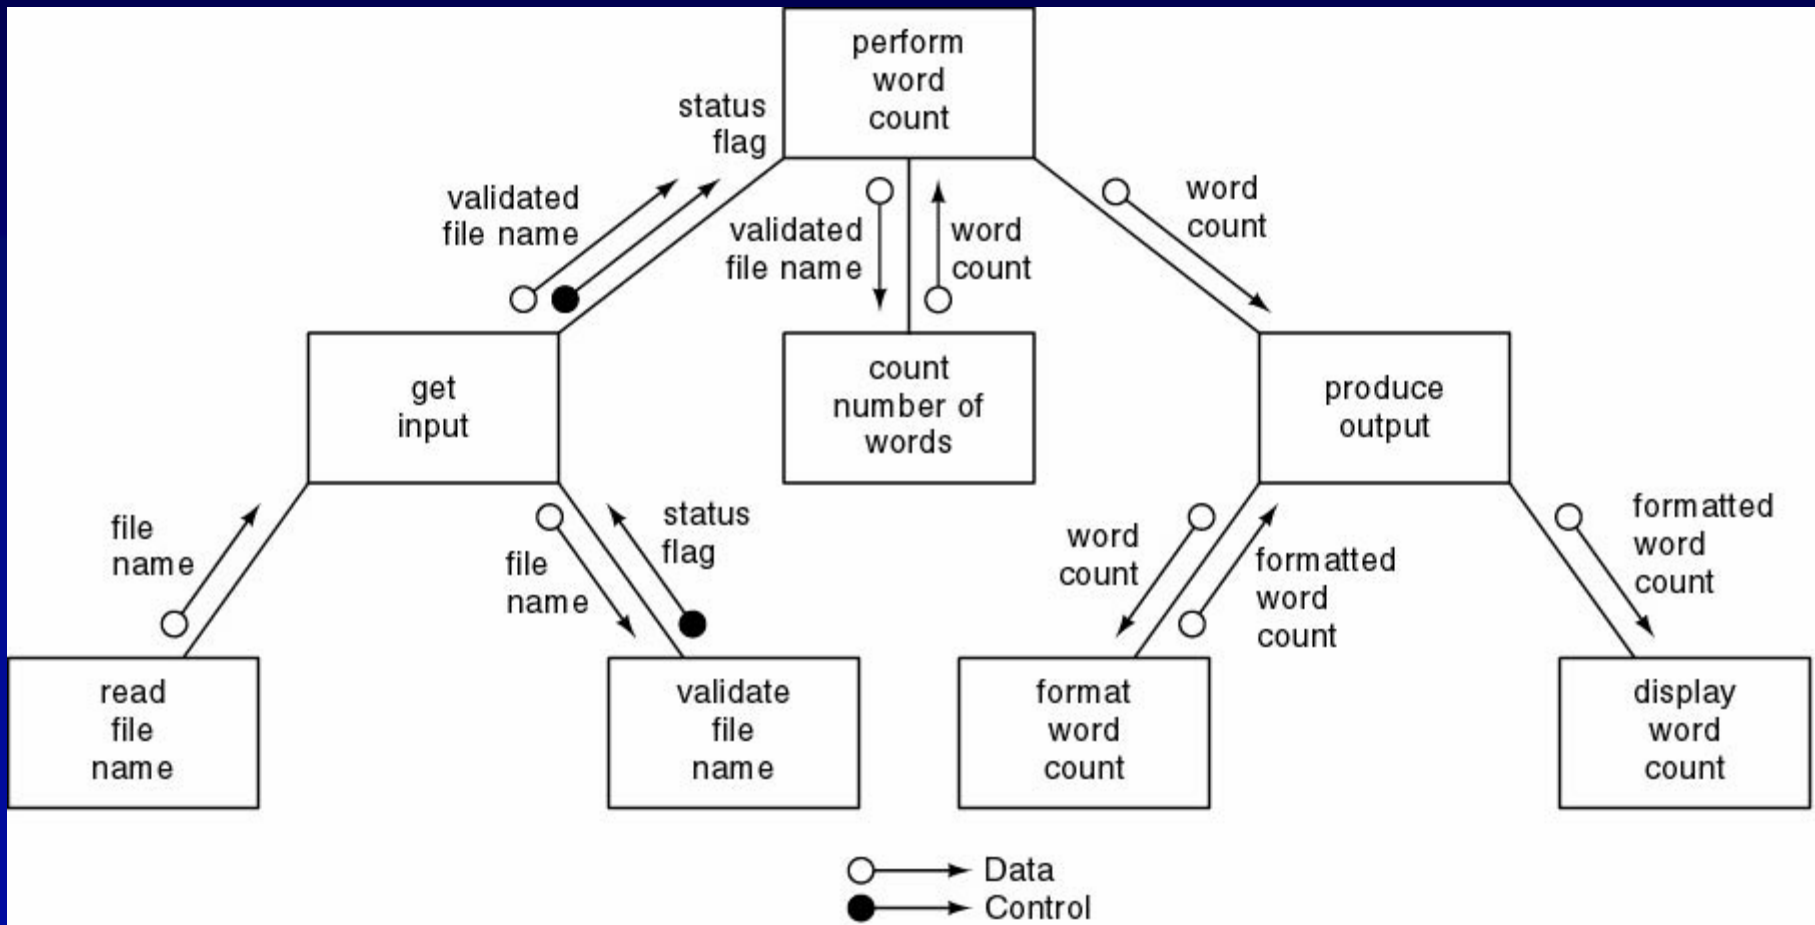 perform
word
count
status
flag
validated
file name
validated
file name
word
count
word
count
get
input
count
number of
words
produce
output
file
name
file
name
status
flag
word
count
formatted
word
count
formatted
word
count
read
file
name
validate
file
name
format
word
count
display
word
count
Data
Control